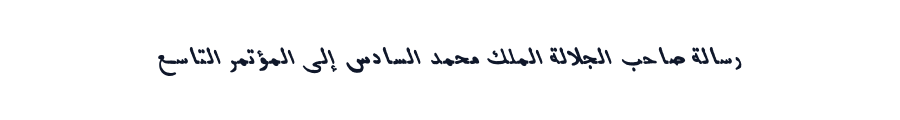 رسالة صاحب الجلالة الملك محمد السادس إلى المؤتمر التاسع